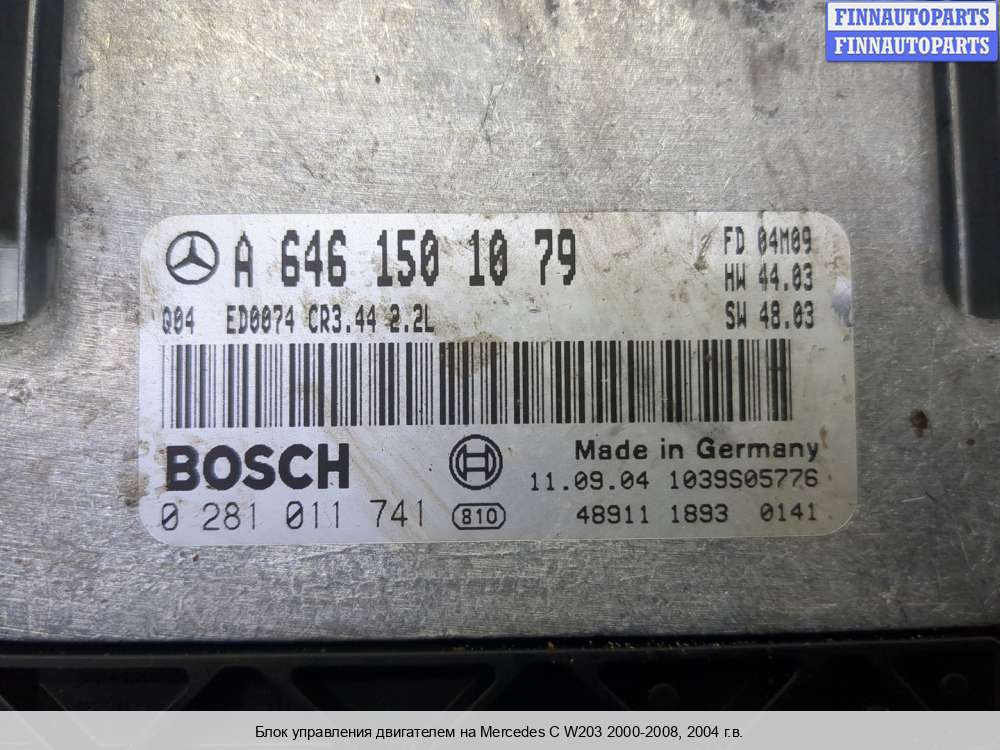 FINNAUTOPARTS
FINNAUTOPARTS
A 646 150 10 79
FD 04M09
HW 44.03
Q04 ED0074 CR3.44 2.2L
SW 48.03
BOSCH
Made in Germany
11.09.04 1039S05776
0 281 011 741 810
48911 1893 0141
Блок управления двигателем на Mercedes C W203 2000-2008, 2004 г.в.